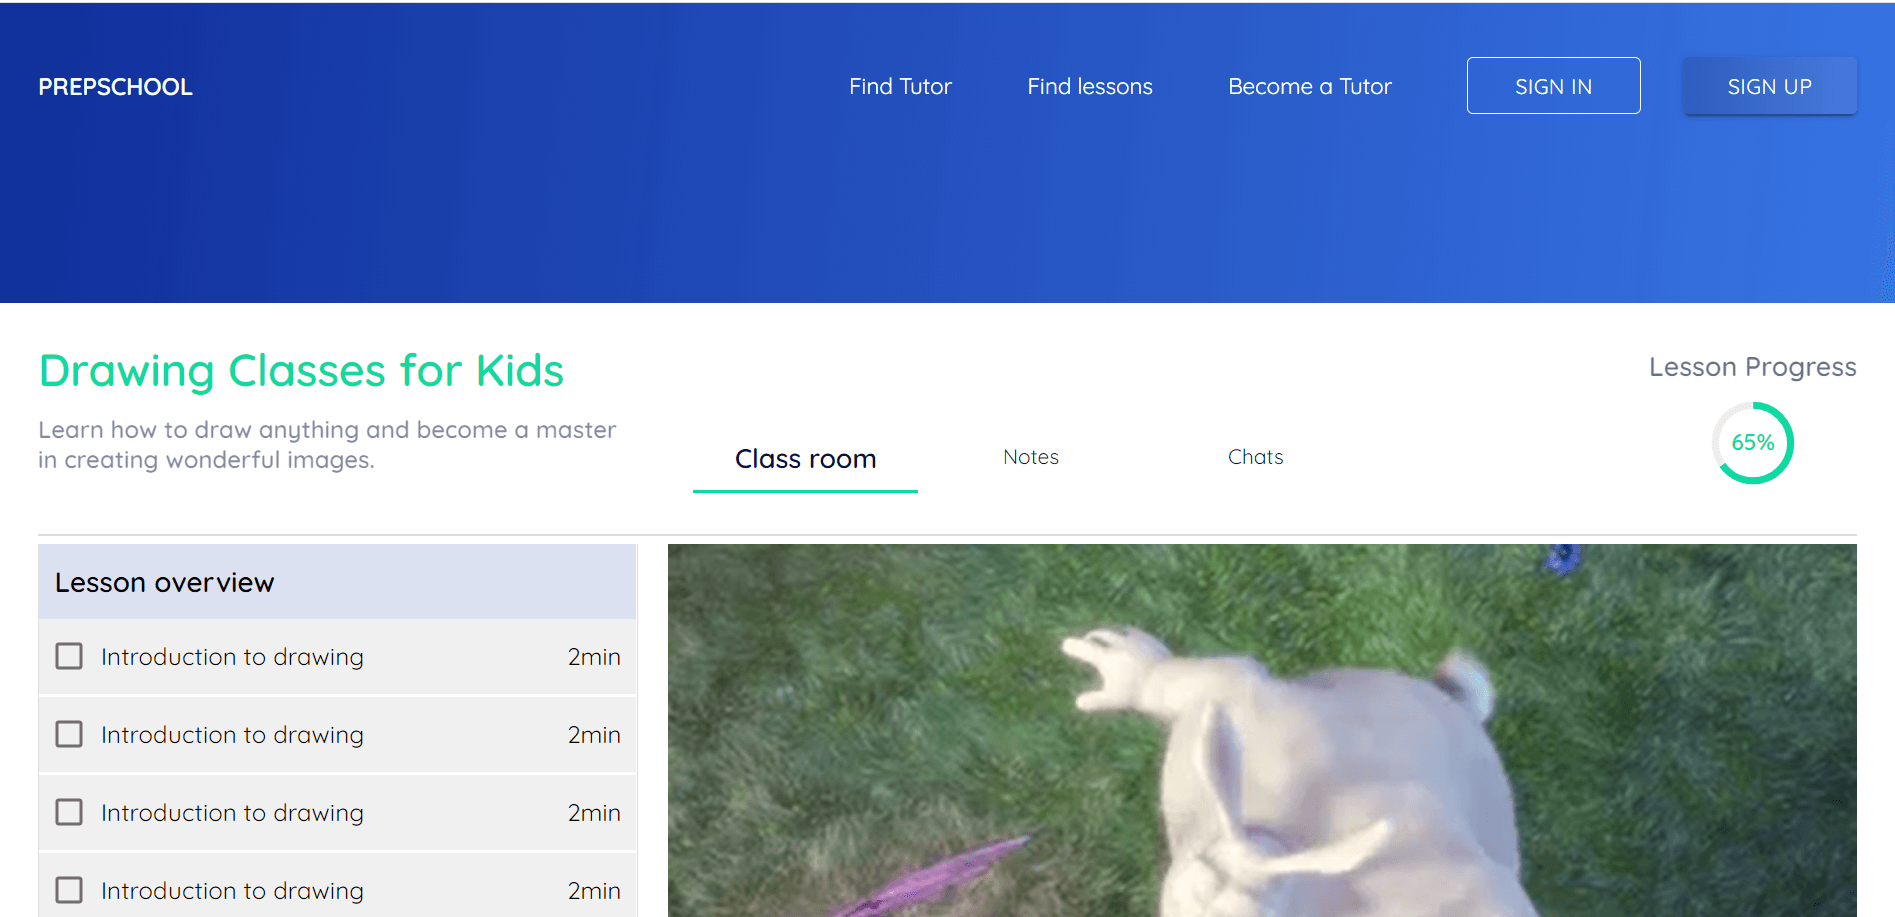 PREPSCHOOL
Find Tutor
Find lessons
Become a Tutor
SIGN IN
SIGN UP
Drawing Classes for Kids
Learn how to draw anything and become a master
in creating wonderful images.
Class room
Notes
Chats
Lesson Progress
65%
Lesson overview
Introduction to drawing 2min
Introduction to drawing 2min
Introduction to drawing 2min
Introduction to drawing 2min